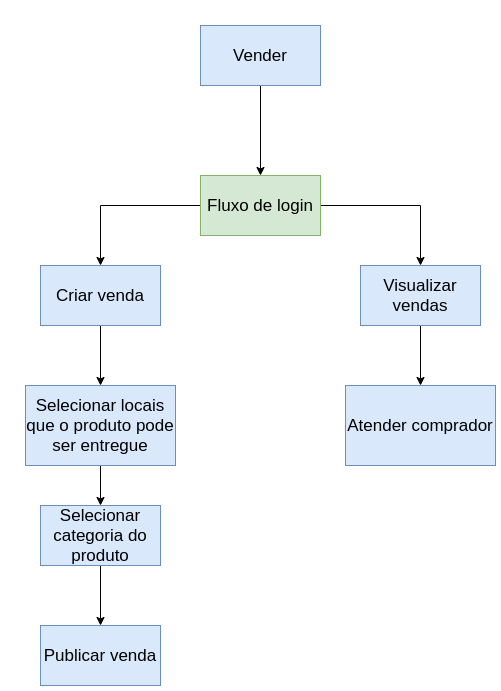 Vender
Fluxo de login
Criar venda
Visualizar
vendas
Selecionar locais
que o produto pode
ser entregue
Atender comprador
Selecionar
categoria do
produto
Publicar venda